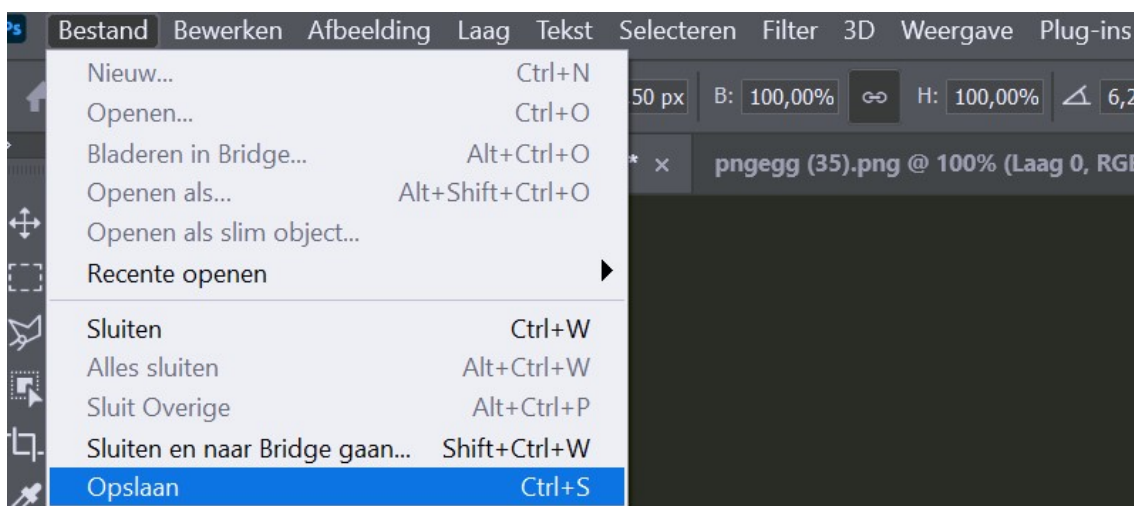 Ps Bestand Bewerken Afbeelding Laag Tekst Selecteren Filter 3D Weergave Plug-ins
50 px B: 100,00% H: 100,00% 6,2
* × pngegg (35).png @ 100% (Laag 0, RGB
Nieuw... Ctrl+N
Openen... Ctrl+O
Bladeren in Bridge... Alt+Ctrl+O
Openen als... Alt+Shift+Ctrl+O
Openen als slim object...
Recente openen
Sluiten Ctrl+W
Alles sluiten Alt+Ctrl+W
Sluit Overige Alt+Ctrl+P
Sluiten en naar Bridge gaan... Shift+Ctrl+W
Opslaan Ctrl+S